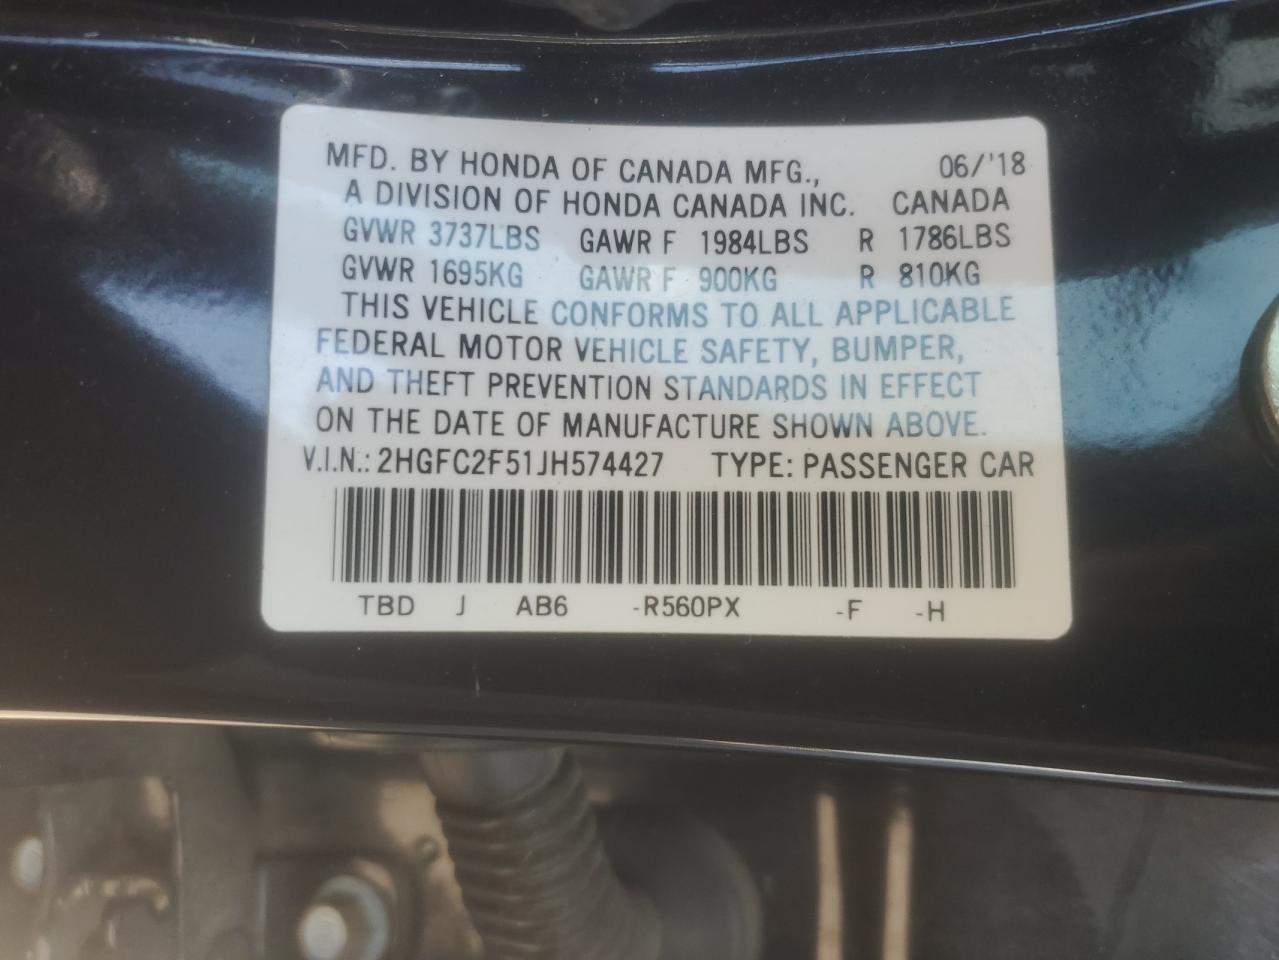 MFD. BY HONDA OF CANADA MFG., 06/'18
A DIVISION OF HONDA CANADA INC. CANADA
GVWR 3737LBS GAWR F 1984LBS R 1786LBS
GVWR 1695KG GAWR F 900KG R 810KG
THIS VEHICLE CONFORMS TO ALL APPLICABLE
FEDERAL MOTOR VEHICLE SAFETY, BUMPER,
AND THEFT PREVENTION STANDARDS IN EFFECT
ON THE DATE OF MANUFACTURE SHOWN ABOVE.
V.I.N.: 2HGFC2F51JH574427 TYPE: PASSENGER CAR
TBD J AB6 -R560PX -F -H